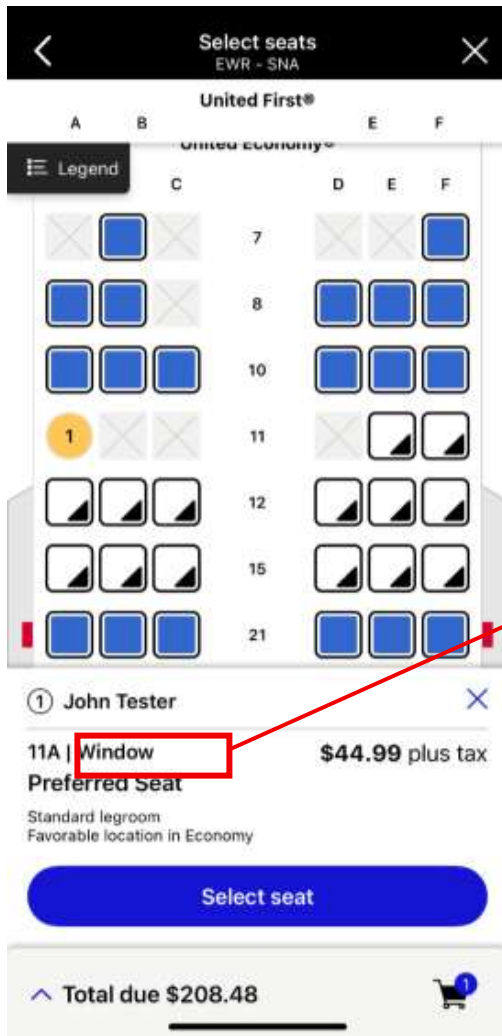 Select seats
EWR - SNA
United First®
A B E F
United Economy®
Legend
C D E F
7
8
10
1 11
12
15
21
1 John Tester
11A | Window $44.99 plus tax
Preferred Seat
Standard legroom
Favorable location in Economy
Select seat
Total due $208.48 1